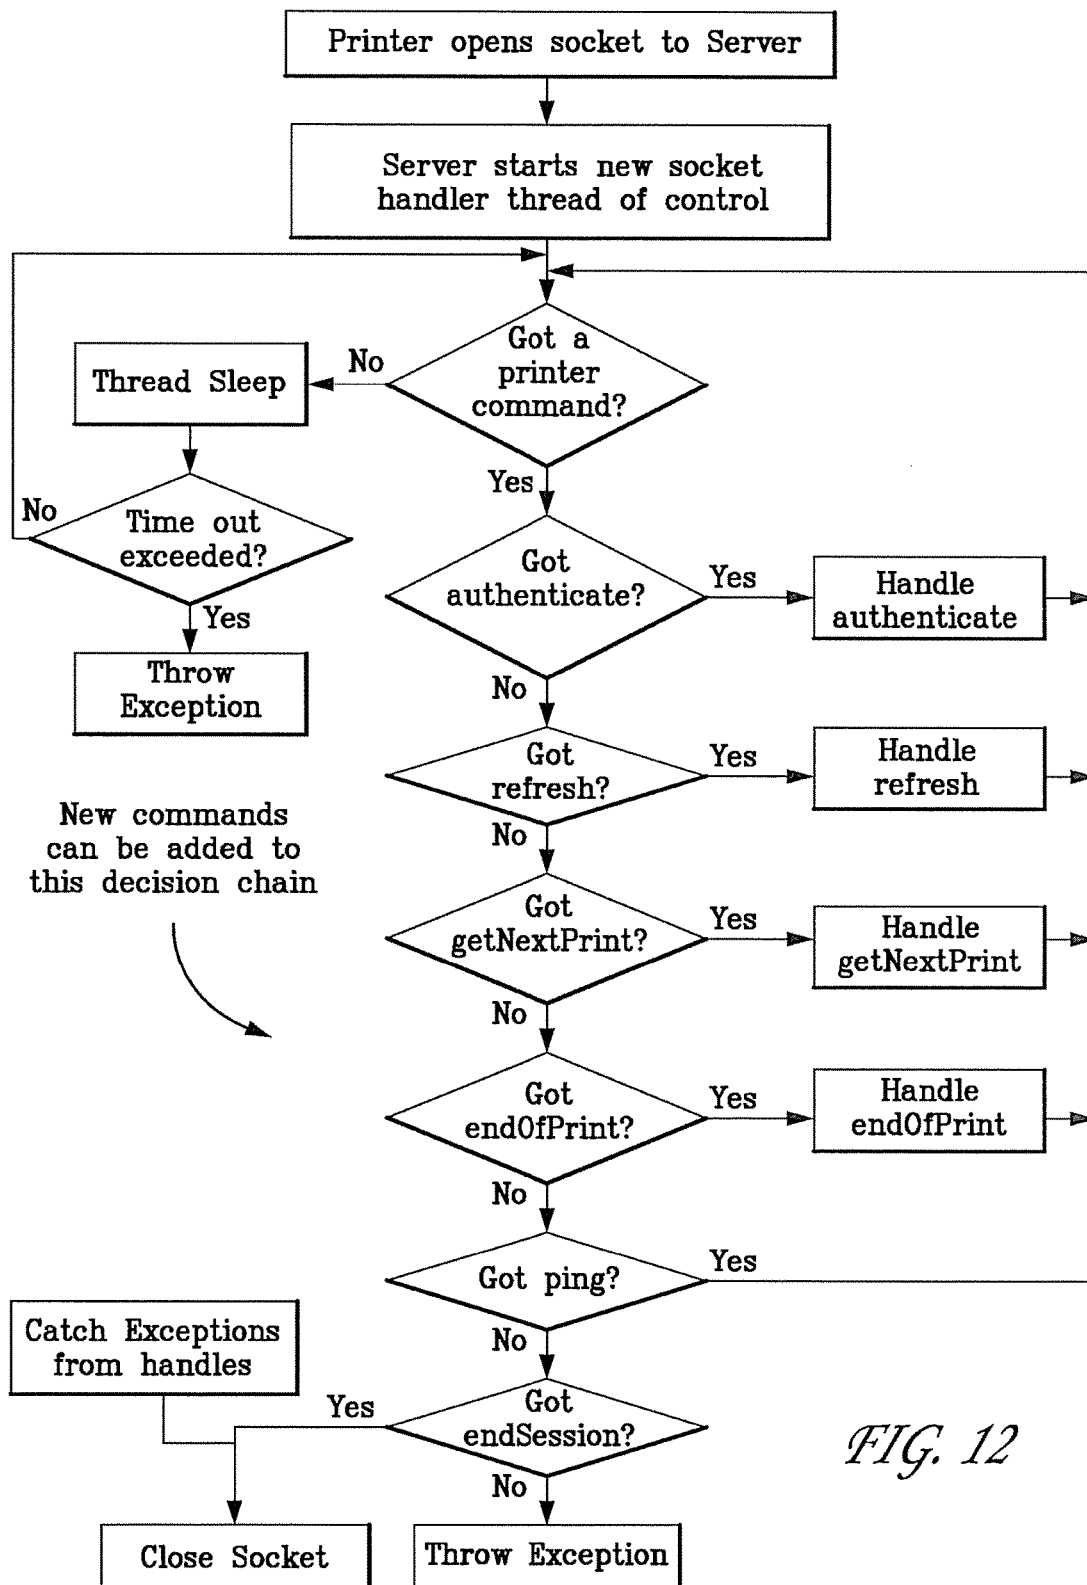 Printer opens socket to Server
Server starts new socket
handler thread of control
Got a
printer
command?
No
Thread Sleep
Yes
No
Time out
exceeded?
Yes
Throw
Exception
Got
authenticate?
Yes
Handle
authenticate
No
Got
refresh?
Yes
Handle
refresh
No
New commands
can be added to
this decision chain
Got
getNextPrint?
Yes
Handle
getNextPrint
No
Got
endOfPrint?
Yes
Handle
endOfPrint
No
Got ping?
Yes
No
Catch Exceptions
from handles
Got
endSession?
Yes
No
Close Socket
Throw Exception
FIG. 12